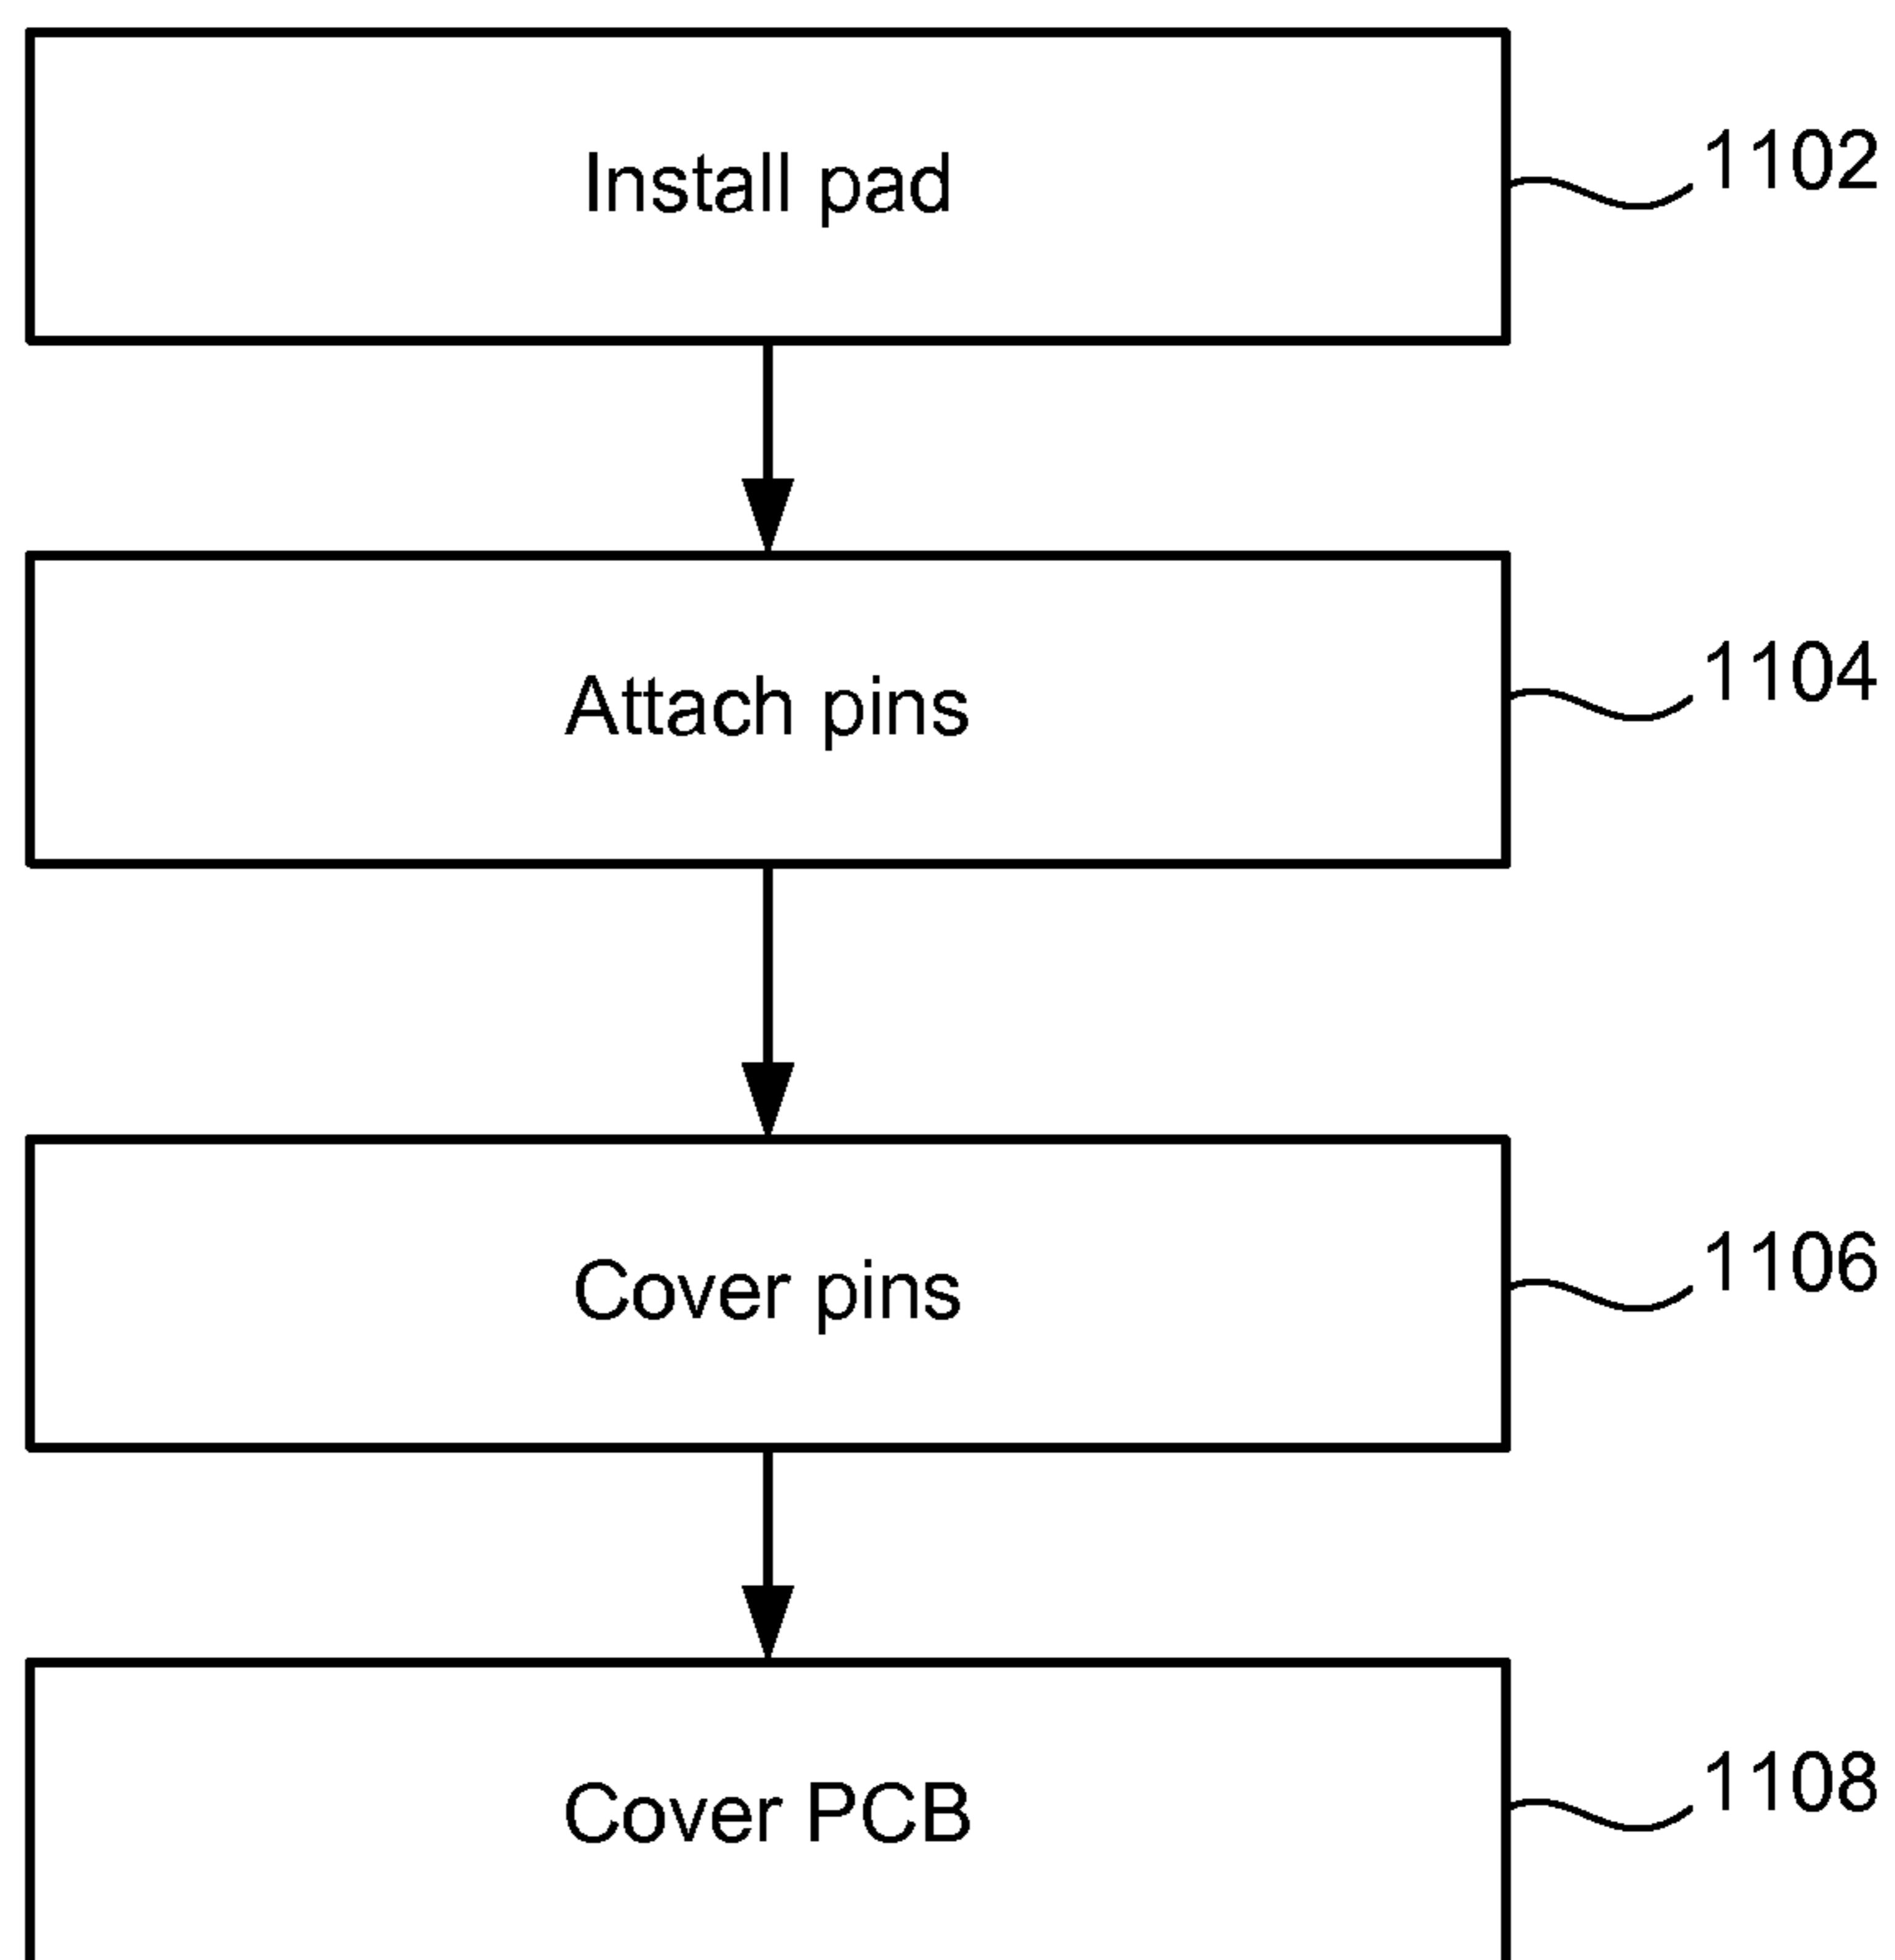 Install pad
1102
Attach pins
1104
Cover pins
1106
Cover PCB
1108